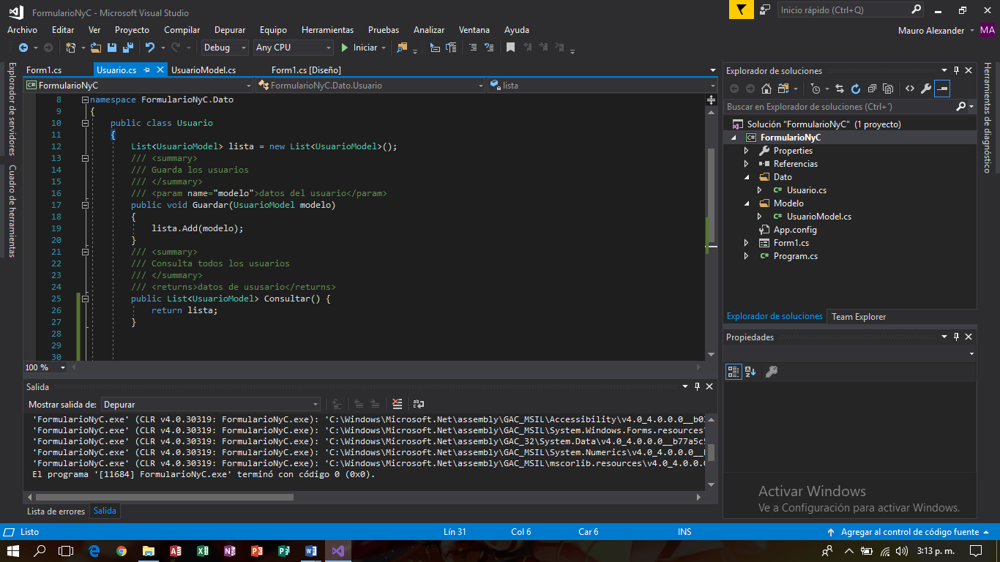 FormularioNyC - Microsoft Visual Studio
Inicio rápido (Ctrl+Q)
Archivo Editar Ver Proyecto Compilar Depurar Equipo Herramientas Pruebas Analizar Ventana Ayuda
Mauro Alexander MA
Debug Any CPU Iniciar
Explorador de servidores
Cuadro de herramientas
Form1.cs Usuario.cs UsuarioModel.cs Form1.cs [Diseño]
FormularioNyC FormularioNyC.Dato.Usuario lista
8 namespace FormularioNyC.Dato
9 {
10 public class Usuario
11 {
12 List<UsuarioModel> lista = new List<UsuarioModel>();
13 /// <summary>
14 /// Guarda los usuarios
15 /// </summary>
16 /// <param name="modelo">datos del usuario</param>
17 public void Guardar(UsuarioModel modelo)
18 {
19 lista.Add(modelo);
20 }
21 /// <summary>
22 /// Consulta todos los usuarios
23 /// </summary>
24 /// <returns>datos de ususario</returns>
25 public List<UsuarioModel> Consultar() {
26 return lista;
27 }
28
29
30
100 %
Salida
Mostrar salida de: Depurar
'FormularioNyC.exe' (CLR v4.0.30319: FormularioNyC.exe): 'C:\Windows\Microsoft.Net\assembly\GAC_MSIL\Accessibility\v4.0_4.0.0.0__b03
'FormularioNyC.exe' (CLR v4.0.30319: FormularioNyC.exe): 'C:\Windows\Microsoft.Net\assembly\GAC_MSIL\System.Windows.Forms.resources\
'FormularioNyC.exe' (CLR v4.0.30319: FormularioNyC.exe): 'C:\Windows\Microsoft.Net\assembly\GAC_32\System.Data\v4.0_4.0.0.0__b77a5c5
'FormularioNyC.exe' (CLR v4.0.30319: FormularioNyC.exe): 'C:\Windows\Microsoft.Net\assembly\GAC_MSIL\System.Numerics\v4.0_4.0.0.0__
'FormularioNyC.exe' (CLR v4.0.30319: FormularioNyC.exe): 'C:\Windows\Microsoft.Net\assembly\GAC_MSIL\mscorlib.resources\v4.0_4.0.0.0
El programa '[11684] FormularioNyC.exe' terminó con código 0 (0x0).
Lista de errores Salida
Explorador de soluciones
Buscar en Explorador de soluciones (Ctrl+´)
Solución "FormularioNyC" (1 proyecto)
FormularioNyC
Properties
Referencias
Dato
Usuario.cs
Modelo
UsuarioModel.cs
App.config
Form1.cs
Program.cs
Explorador de soluciones Team Explorer
Propiedades
Herramientas de diagnóstico
Activar Windows
Ve a Configuración para activar Windows.
Listo Lín 31 Col 6 Car 6 INS Agregar al control de código fuente
3:13 p. m.